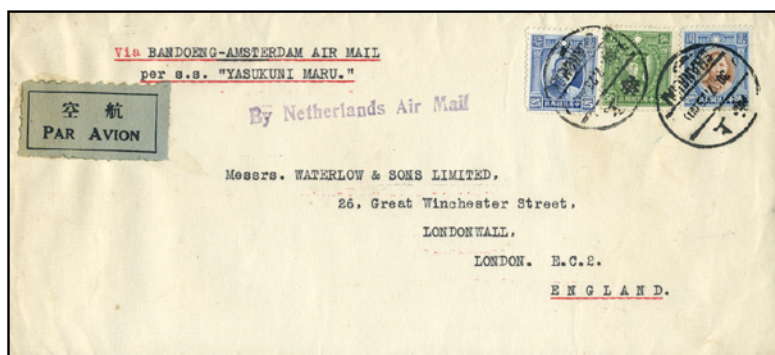 Via BANDOENG-AMSTERDAM AIR MAIL
per s.s. "YASUKUNI MARU."
空 航
PAR AVION
By Netherlands Air Mail
Messrs. WATERLOW & SONS LIMITED,
26, Great Winchester Street,
LONDONWALL,
LONDON. E.C.2.
ENGLAND.